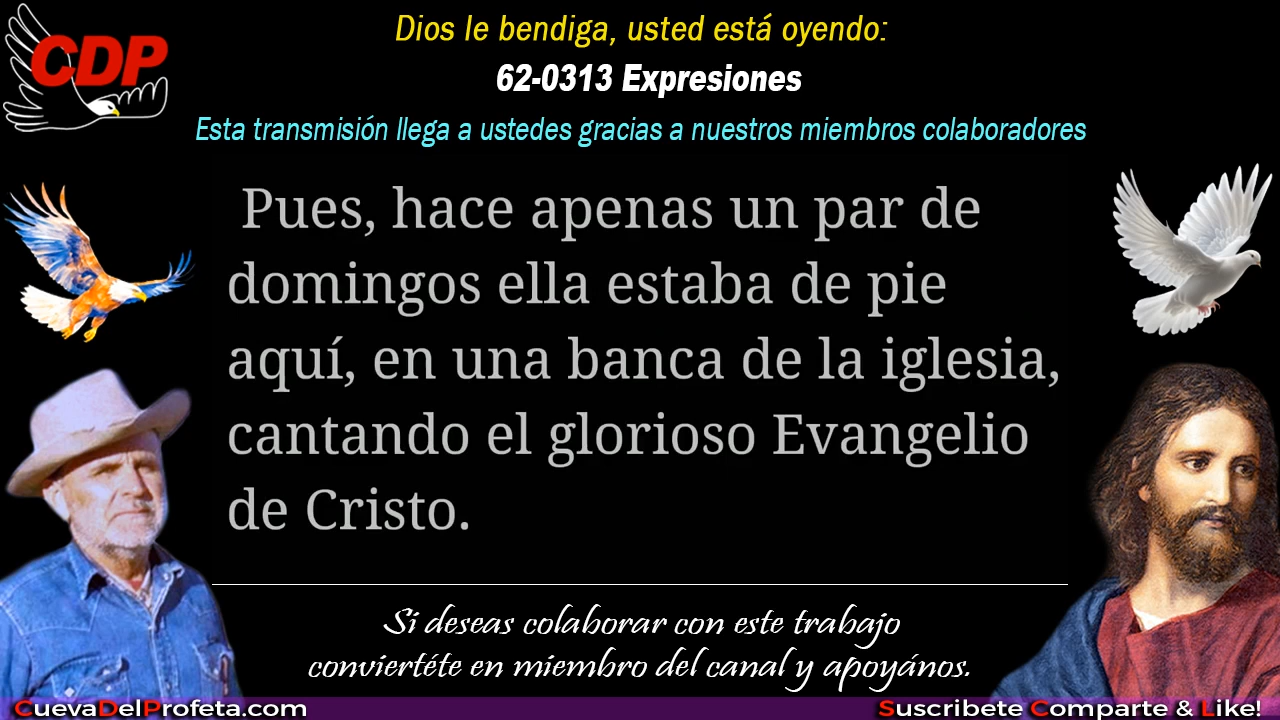 CDP
Dios le bendiga, usted está oyendo:
62-0313 Expresiones
Esta transmisión llega a ustedes gracias a nuestros miembros colaboradores
Pues, hace apenas un par de
domingos ella estaba de pie
aquí, en una banca de la iglesia,
cantando el glorioso Evangelio
de Cristo.
Si deseas colaborar con este trabajo
conviertéte en miembro del canal y apoyános.
CuevaDelProfeta.com
Suscribete Comparte & Like!